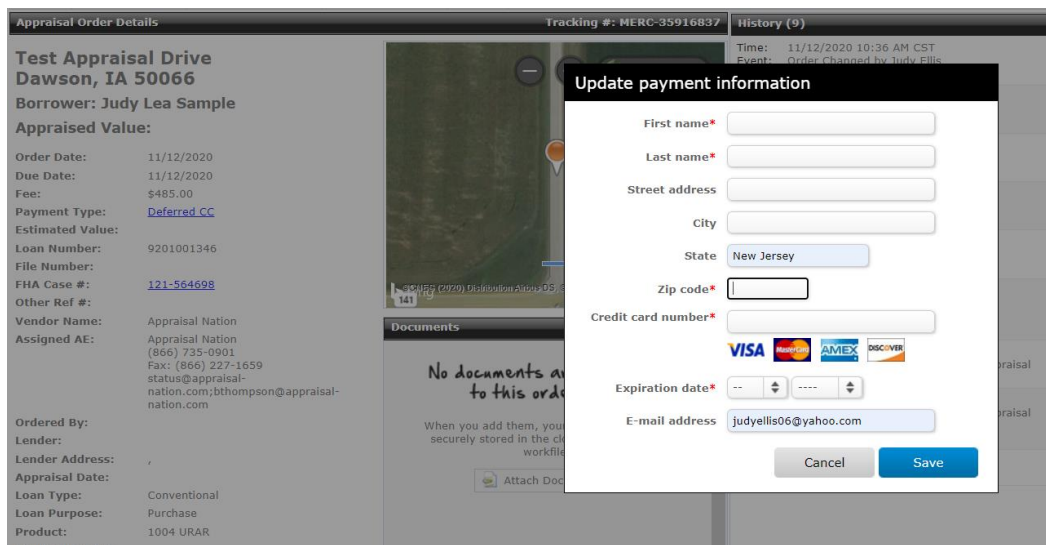 Appraisal Order Details
Tracking #: MERC-35916837
Test Appraisal Drive
Dawson, IA 50066
Borrower: Judy Lea Sample
Appraised Value:
Order Date: 11/12/2020
Due Date: 11/12/2020
Fee: $485.00
Payment Type: Deferred CC
Estimated Value:
Loan Number: 9201001346
File Number:
FHA Case #: 121-564698
Other Ref #:
Vendor Name: Appraisal Nation
Assigned AE: Appraisal Nation
(866) 735-0901
Fax: (866) 227-1659
status@appraisal-
nation.com;bthompson@appraisal-
nation.com
Ordered By:
Lender:
Lender Address: ,
Appraisal Date:
Loan Type: Conventional
Loan Purpose: Purchase
Product: 1004 URAR
(2020) Distribution Airbus DS
141
Documents
No documents
to this
When you add them, your
securely stored in the
workfile
Attach
History (9)
Time: 11/12/2020 10:36 AM CST
Event: Order Changed by Judy Ellis
praisal
praisal
Update payment information
First name*
Last name*
Street address
City
State New Jersey
Zip code*
Credit card number*
VISA MasterCard AMEX DISCOVER
Expiration date* -- ----
E-mail address judyellis06@yahoo.com
Cancel Save